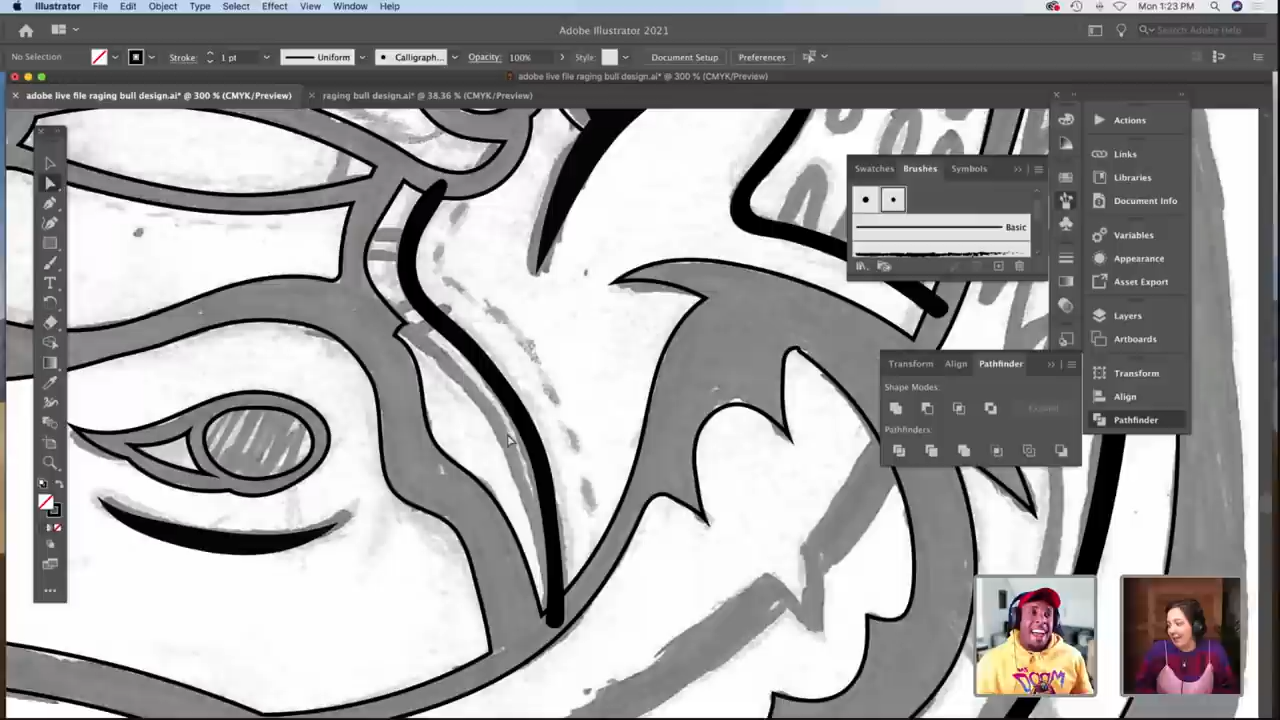 Illustrator File Edit Object Type Select Effect View Window Help Mon 1:23 PM
Adobe Illustrator 2021 Search Adobe Help
No Selection Stroke: 1 pt Uniform Calligraph... Opacity: 100% Style: Document Setup Preferences
adobe live file raging bull design.ai* @ 300 % (CMYK/Preview)
adobe live file raging bull design.ai* @ 300 % (CMYK/Preview) raging bull design.ai* @ 38.36 % (CMYK/Preview)
Actions
Links
Libraries
Document Info
Variables
Appearance
Asset Export
Layers
Artboards
Transform
Align
Pathfinder
Swatches Brushes Symbols
Basic
Transform Align Pathfinder
Shape Modes:
Expand
Pathfinders:
DOOM